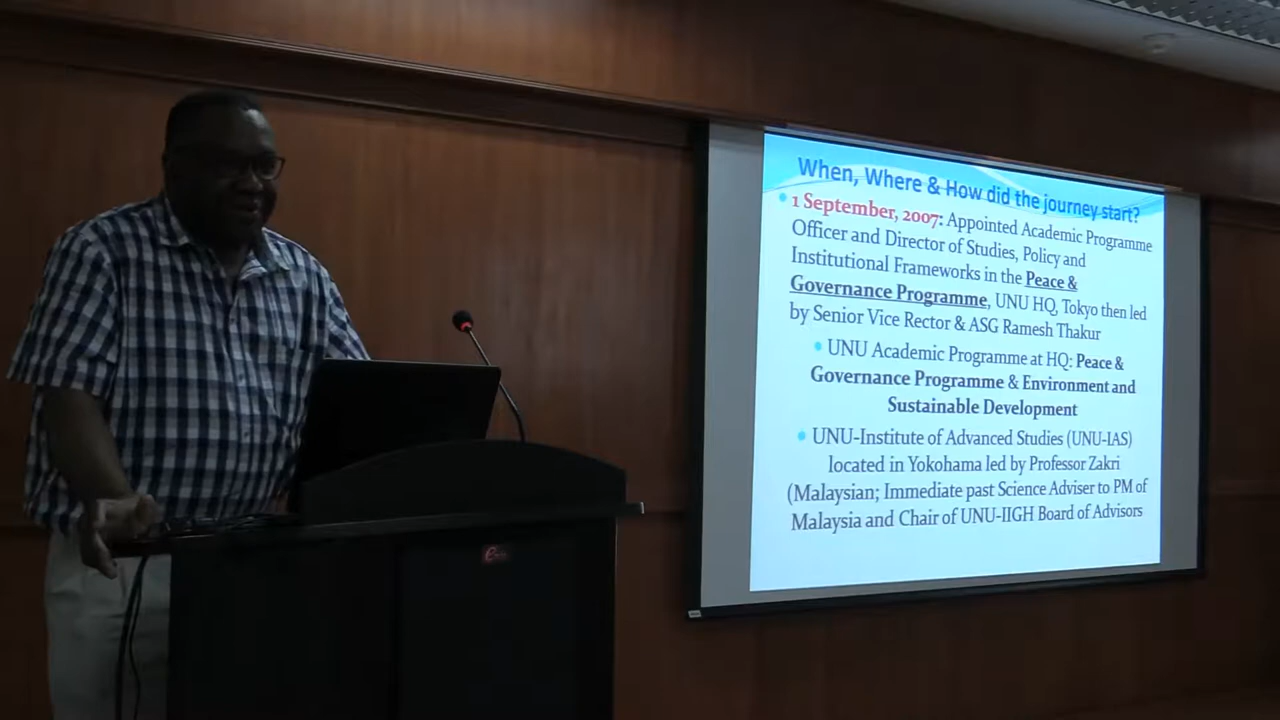 When, Where & How did the journey start?
• 1 September, 2007: Appointed Academic Programme
Officer and Director of Studies, Policy and
Institutional Frameworks in the Peace &
Governance Programme, UNU HQ, Tokyo then led
by Senior Vice Rector & ASG Ramesh Thakur
• UNU Academic Programme at HQ: Peace &
Governance Programme & Environment and
Sustainable Development
• UNU-Institute of Advanced Studies (UNU-IAS)
located in Yokohama led by Professor Zakri
(Malaysian; Immediate past Science Adviser to PM of
Malaysia and Chair of UNU-IIGH Board of Advisors